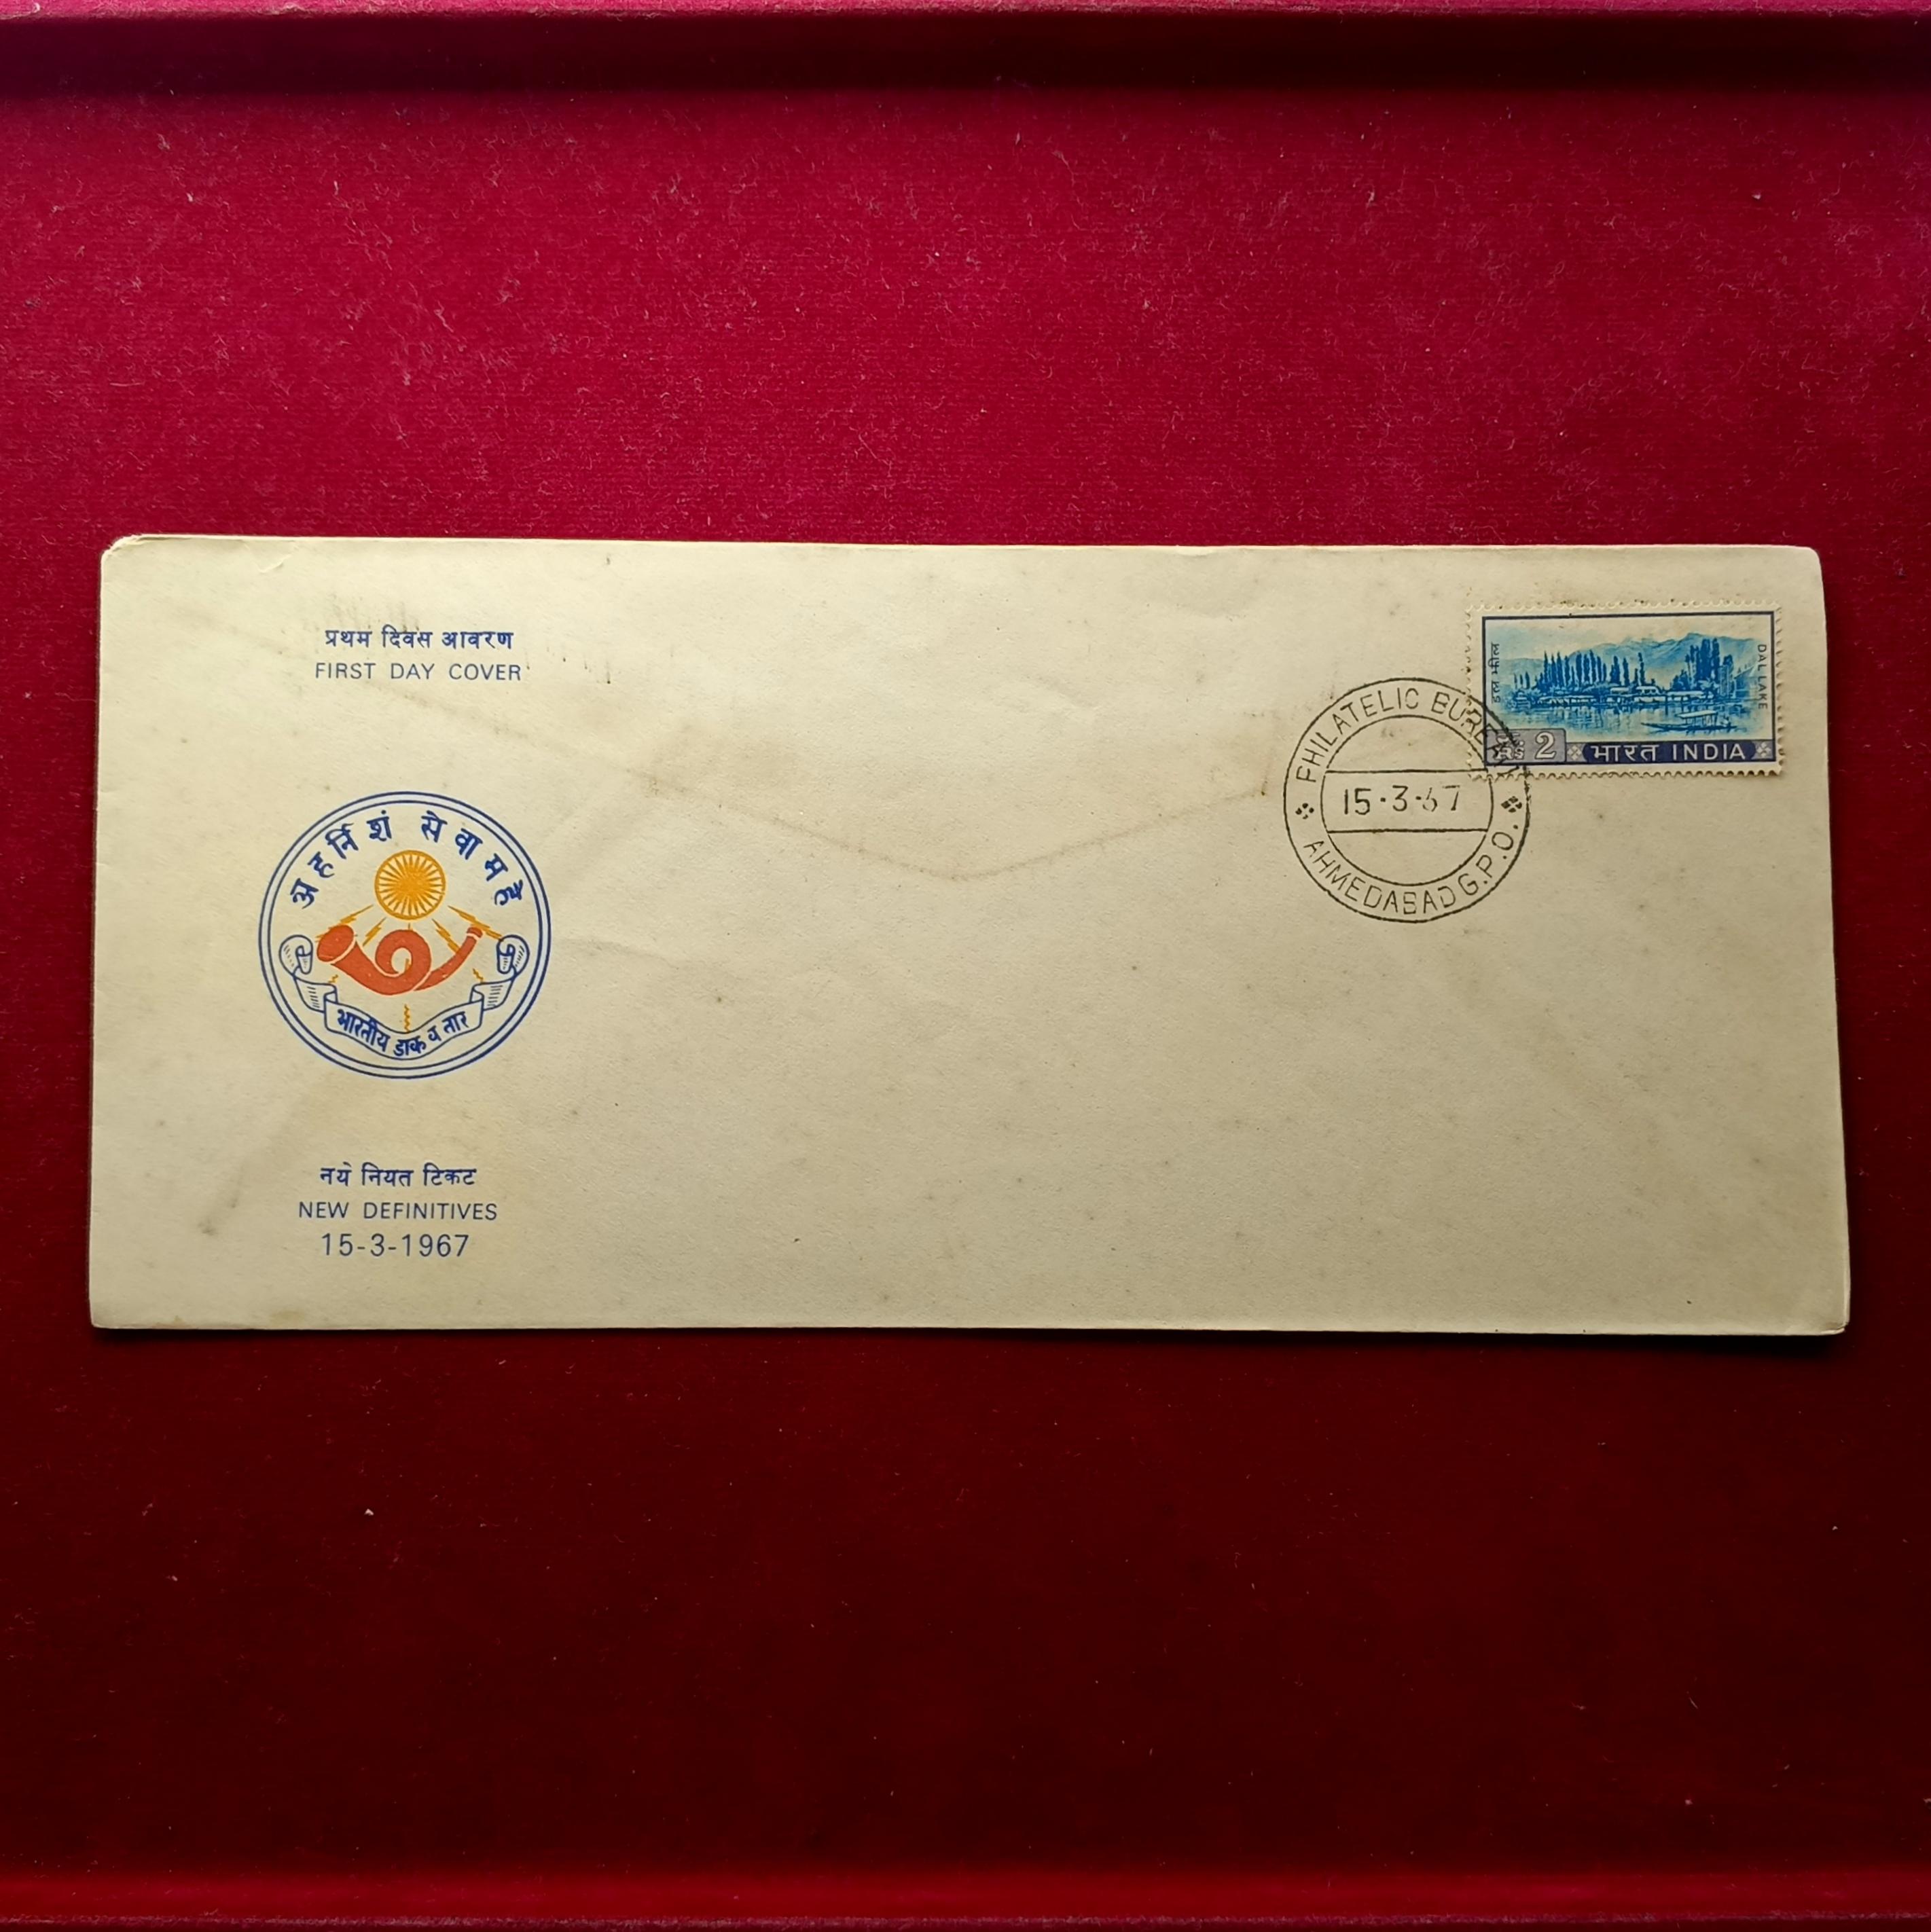 प्रथम दिवस आवरण
FIRST DAY COVER
डल झील
DAL LAKE
2
भारत INDIA
PHILATELIC BUREAU
15·3·67
AHMEDABAD G.P.O.
अहर्निशं सेवामहे
भारतीय डाक व तार
नये नियत टिकट
NEW DEFINITIVES
15-3-1967